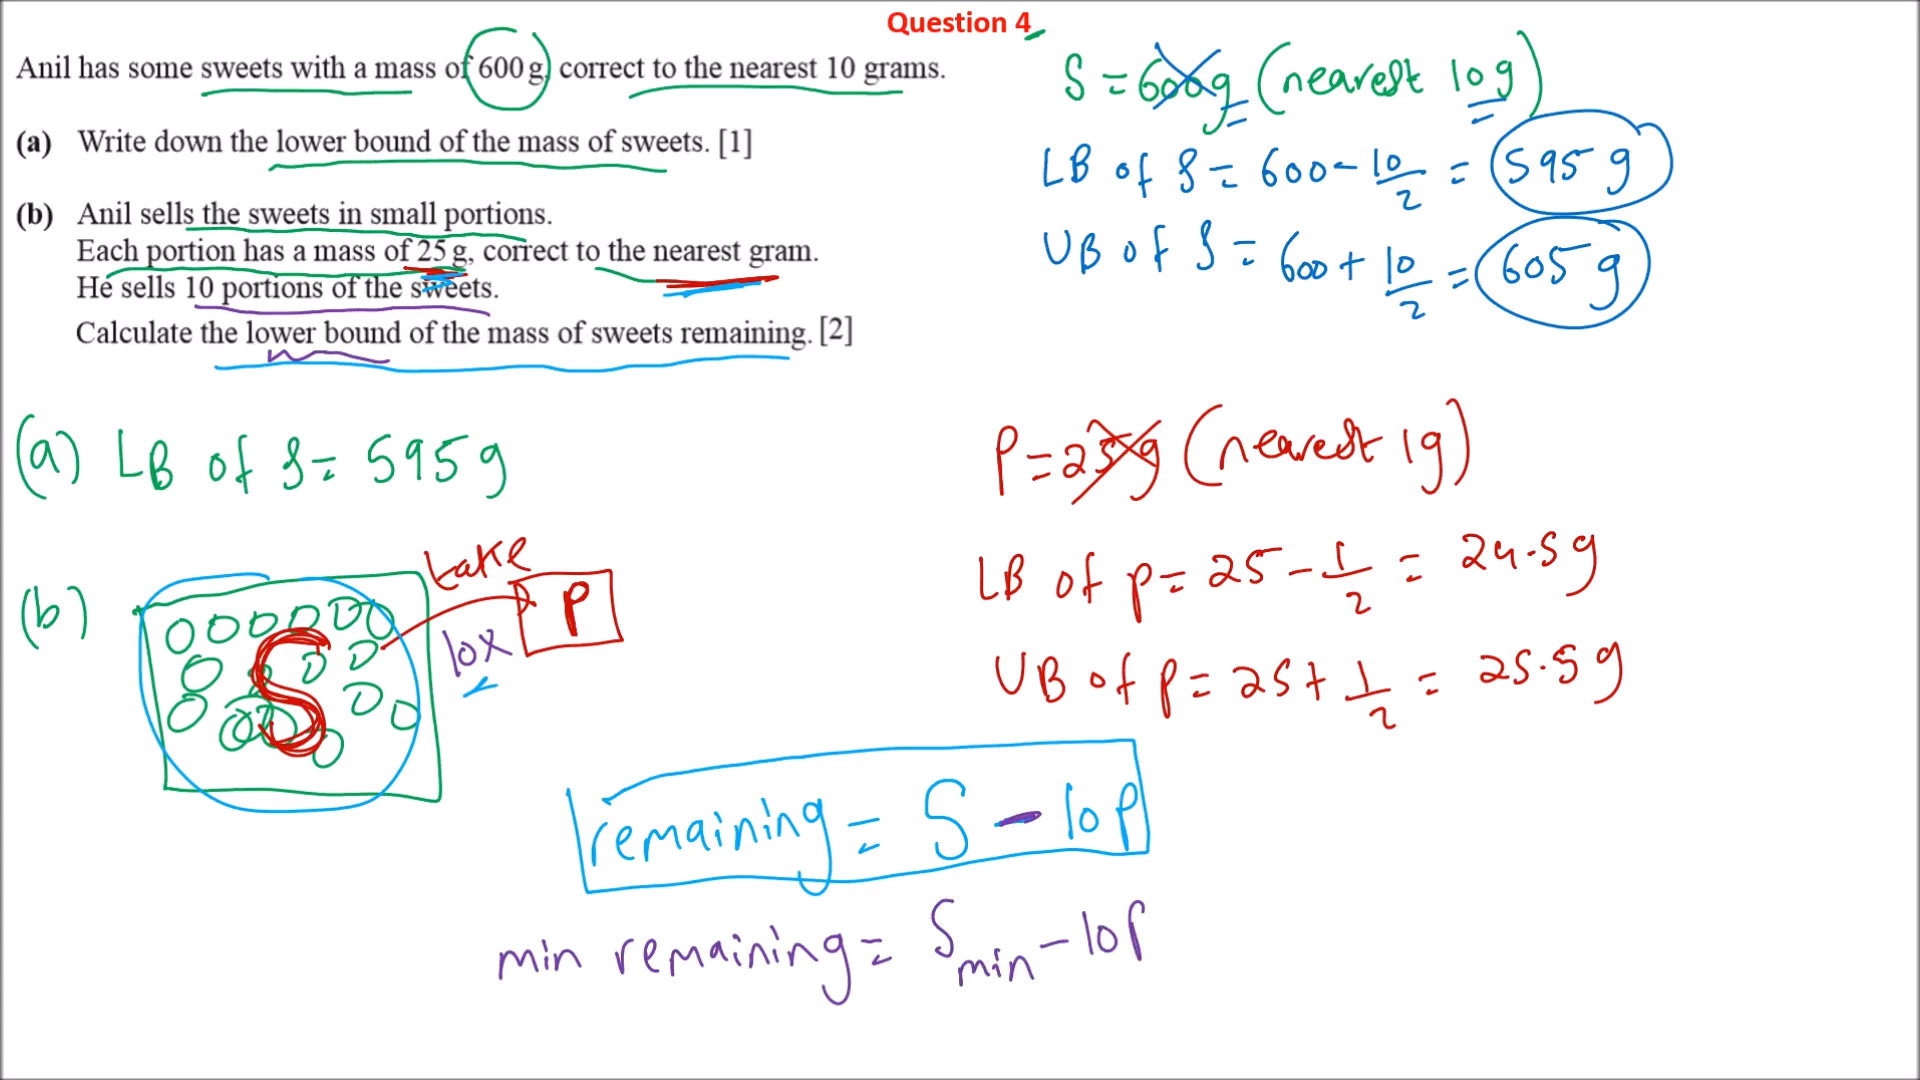 Question 4
Anil has some sweets with a mass of 600 g, correct to the nearest 10 grams.
(a) Write down the lower bound of the mass of sweets. [1]
(b) Anil sells the sweets in small portions.
Each portion has a mass of 25 g, correct to the nearest gram.
He sells 10 portions of the sweets.
Calculate the lower bound of the mass of sweets remaining. [2]
S = 600g (nearest 10g)
LB of S = 600 - 10/2 = 595 g
UB of S = 600 + 10/2 = 605 g
(a) LB of S = 595 g
P = 25g (nearest 1g)
LB of P = 25 - 1/2 = 24.5 g
UB of P = 25 + 1/2 = 25.5 g
(b)
S
take
10x
P
remaining = S - 10P
min remaining = Smin - 10P